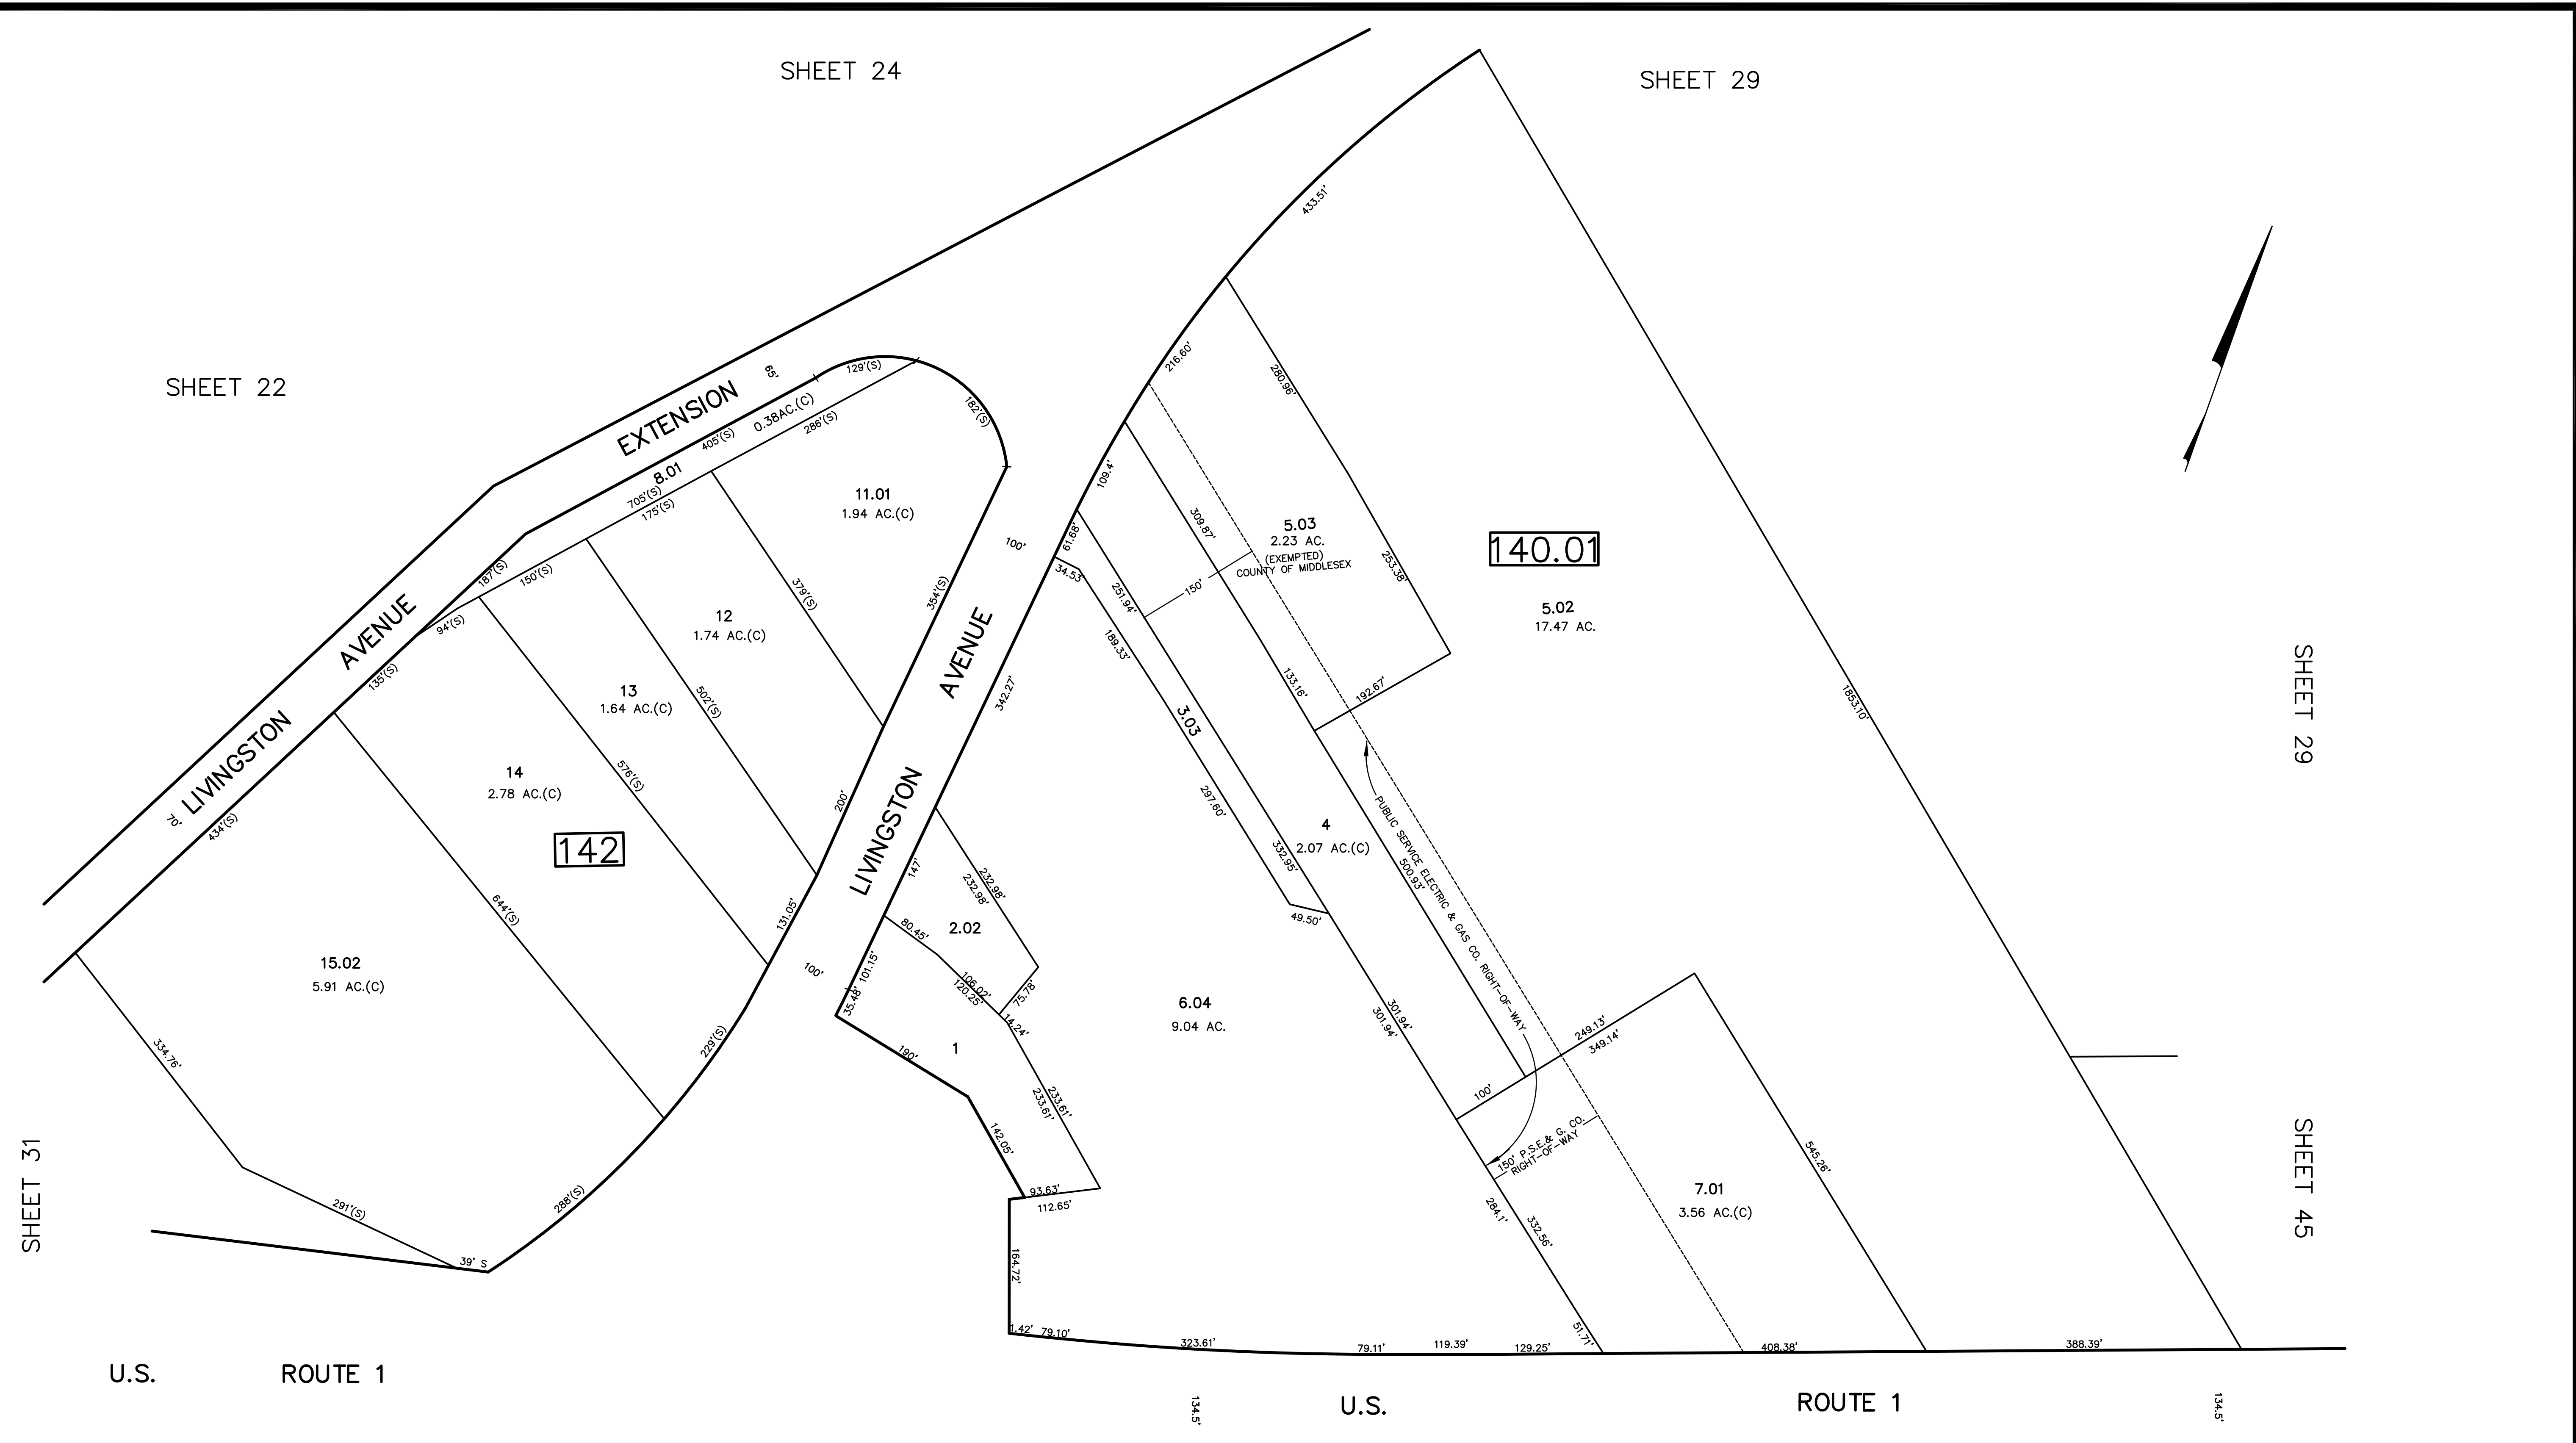 SHEET 24
SHEET 29
SHEET 22
SHEET 29
SHEET 45
SHEET 31
LIVINGSTON
AVENUE
EXTENSION
70'
65'
434'(S)
135'(S)
94'(S)
187'(S)
150'(S)
8.01
705'(S)
175'(S)
405'(S)
0.38AC.(C)
286'(S)
129'(S)
182'(S)
11.01
1.94 AC.(C)
354'(S)
379'(S)
12
1.74 AC.(C)
502'(S)
13
1.64 AC.(C)
576'(S)
14
2.78 AC.(C)
142
644'(S)
15.02
5.91 AC.(C)
334.76'
291'(S)
39' S
288'(S)
229'(S)
131.05'
200'
LIVINGSTON
AVENUE
100'
100'
433.51'
216.60'
109.4'
61.68'
34.53'
342.27'
147'
101.15'
35.48'
280.96'
253.38'
192.67'
309.87'
133.16'
5.03
2.23 AC.
(EXEMPTED)
COUNTY OF MIDDLESEX
150'
140.01
5.02
17.47 AC.
1853.10'
251.94'
189.33'
3.03
297.60'
332.95'
49.50'
4
2.07 AC.(C)
500.93'
PUBLIC SERVICE ELECTRIC & GAS CO. RIGHT-OF-WAY
232.98'
232.98'
2.02
80.45'
106.02'
120.25'
75.78'
14.24'
1
190'
142.05'
233.61'
233.61'
93.63'
112.65'
164.72'
6.04
9.04 AC.
301.94'
301.94'
249.13'
349.14'
100'
150' P.S.E.& G. CO.
RIGHT-OF-WAY
545.26'
7.01
3.56 AC.(C)
284.1'
332.56'
51.71'
1.42'
79.10'
323.61'
79.11'
119.39'
129.25'
408.38'
388.39'
U.S.
ROUTE 1
134.5'
U.S.
ROUTE 1
134.5'